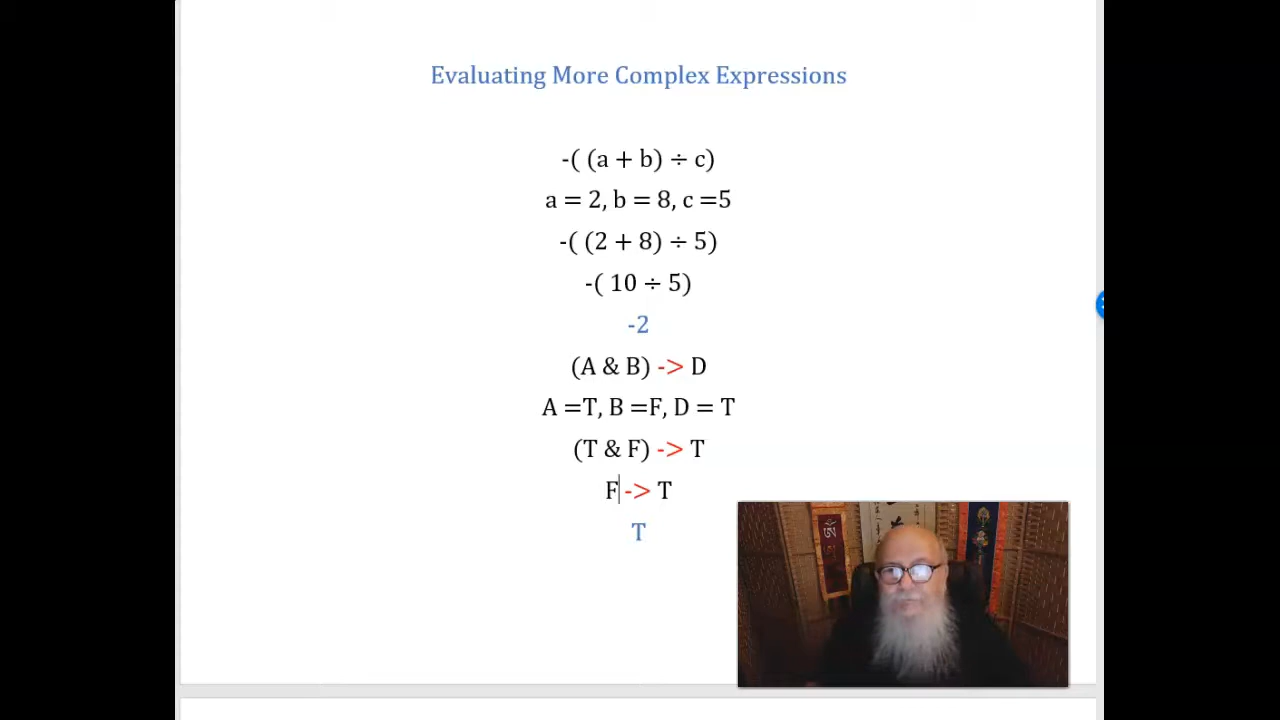 Evaluating More Complex Expressions
-( (a + b) ÷ c)
a = 2, b = 8, c =5
-( (2 + 8) ÷ 5)
-( 10 ÷ 5)
-2
(A & B) -> D
A =T, B =F, D = T
(T & F) -> T
F -> T
T